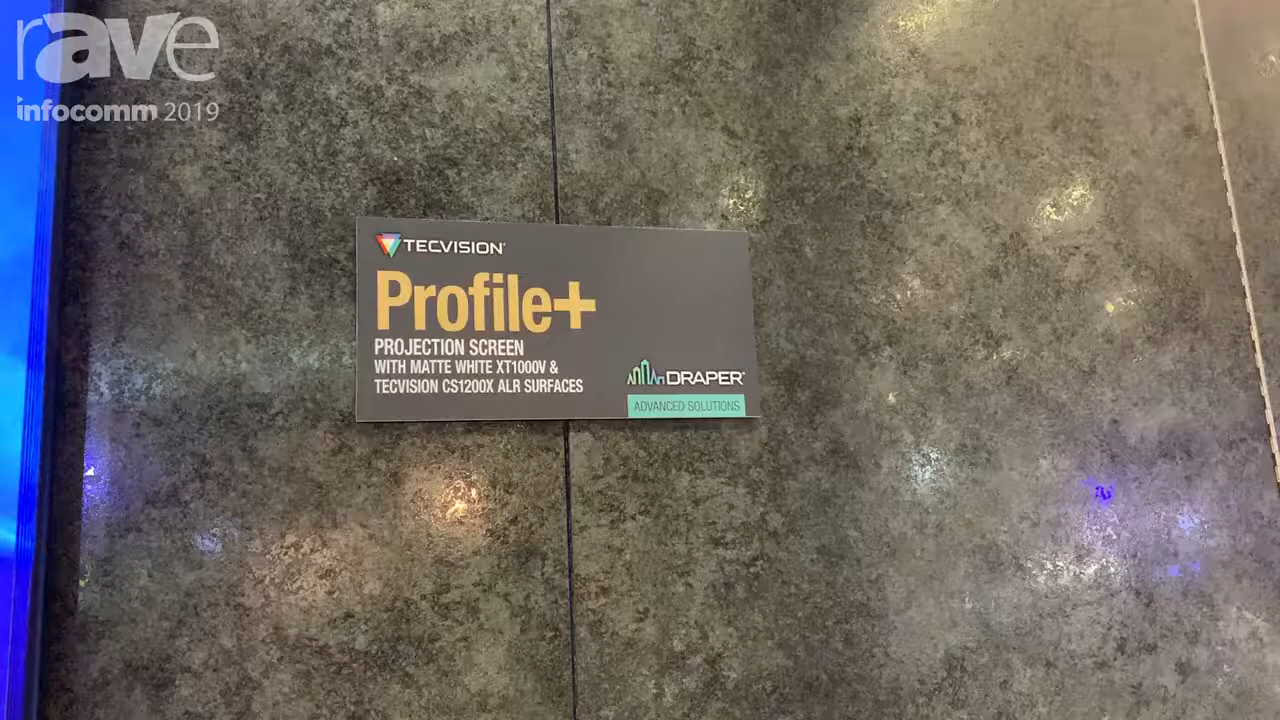 rave
infocomm 2019
TECVISION®
Profile+
PROJECTION SCREEN
WITH MATTE WHITE XT1000V &
TECVISION CS1200X ALR SURFACES
DRAPER®
ADVANCED SOLUTIONS